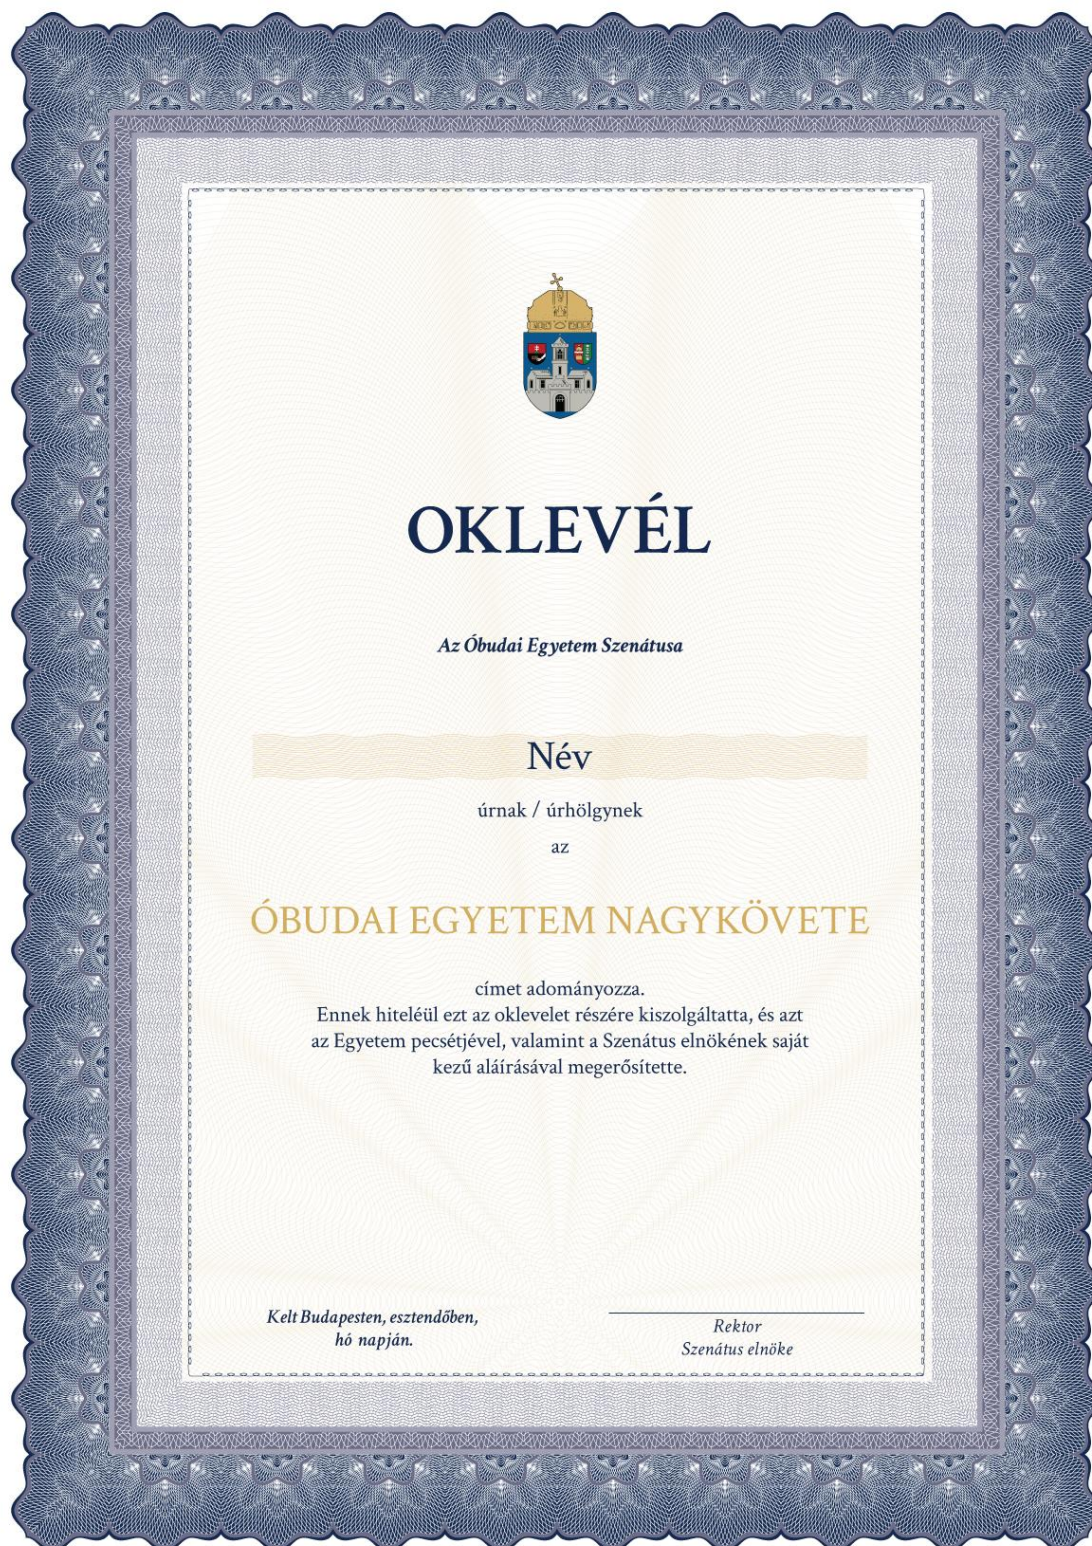 OKLEVÉL
Az Óbudai Egyetem Szenátusa
Név
úrnak / úrhölgynek
az
ÓBUDAI EGYETEM NAGYKÖVETE
címet adományozza.
Ennek hiteléül ezt az oklevelet részére kiszolgáltatta, és azt
az Egyetem pecsétjével, valamint a Szenátus elnökének saját
kezű aláírásával megerősítette.
Kelt Budapesten, esztendőben,
hó napján.
Rektor
Szenátus elnöke